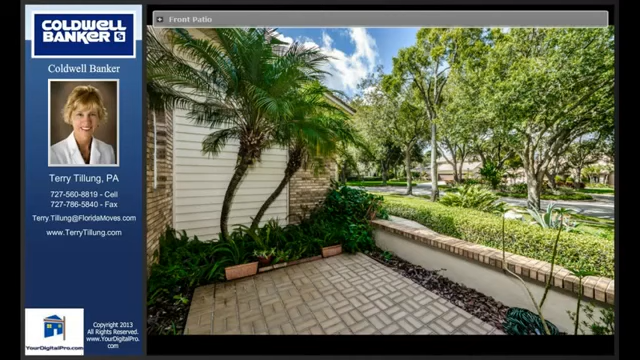 COLDWELL
BANKER
Coldwell Banker
Terry Tillung, PA
727-560-8819 - Cell
727-786-5840 - Fax
Terry.Tillung@FloridaMoves.com
www.TerryTillung.com
YourDigitalPro.com
Copyright 2013
All Rights Reserved.
www.YourDigitalPro.
com
Front Patio